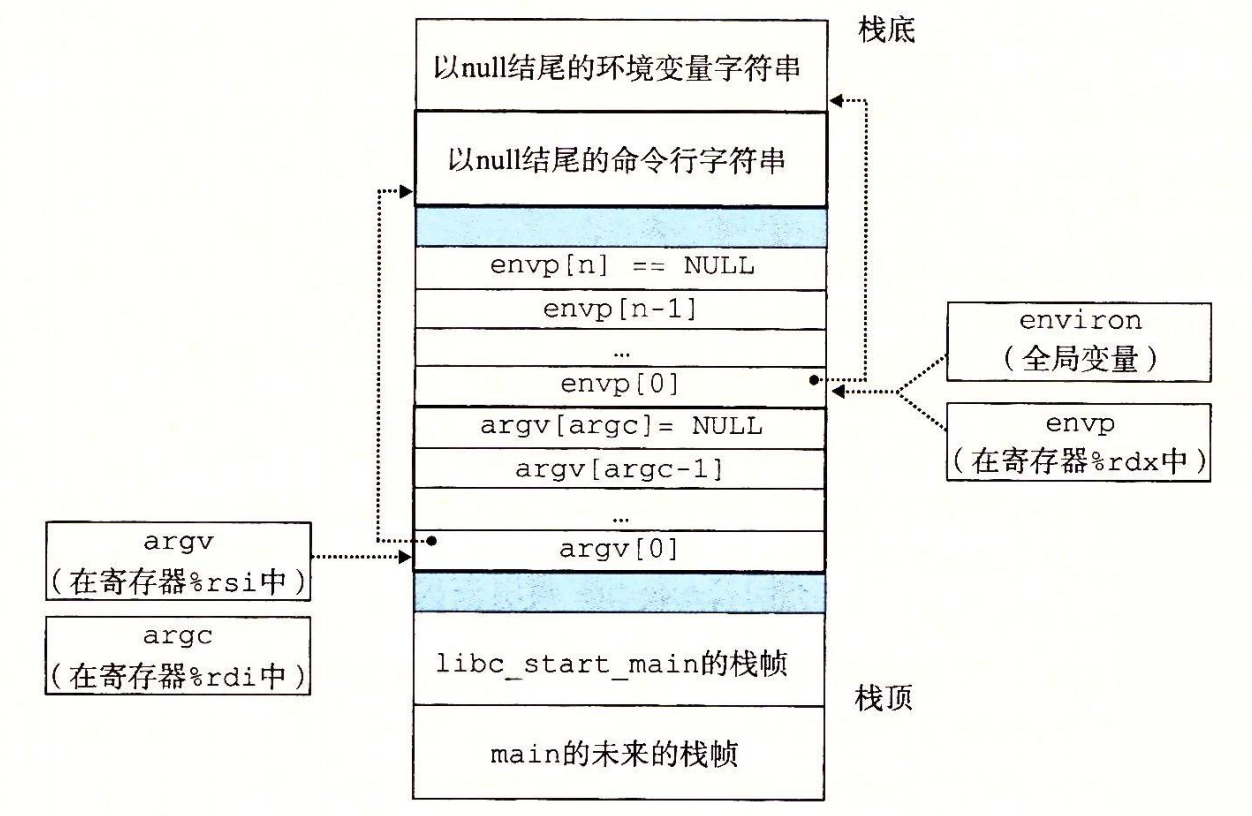 栈底
以null结尾的环境变量字符串
以null结尾的命令行字符串
envp[n] == NULL
envp[n-1]
…
envp[0]
argv[argc]= NULL
argv[argc-1]
…
argv[0]
libc_start_main的栈帧
main的未来的栈帧
栈顶
environ
(全局变量)
envp
(在寄存器%rdx中)
argv
(在寄存器%rsi中)
argc
(在寄存器%rdi中)